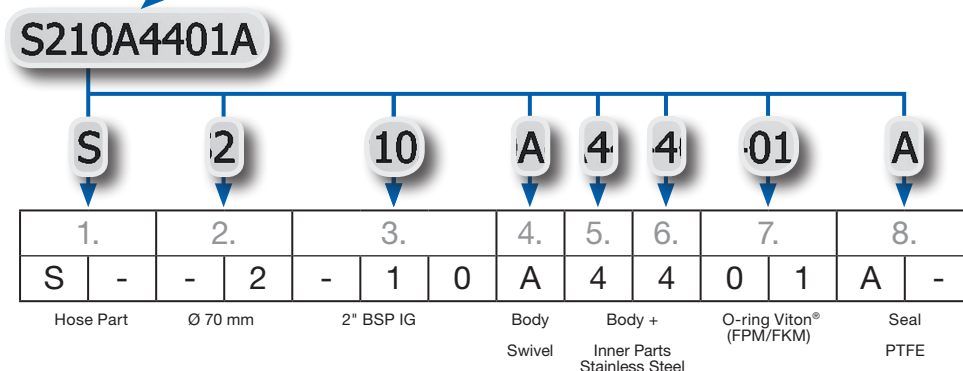 S210A4401A
S 2 10 A 4 4 01 A
1. 2. 3. 4. 5. 6. 7. 8.
S - - 2 - 1 0 A 4 4 0 1 A -
Hose Part Ø 70 mm 2" BSP IG Body Body + O-ring Viton® Seal
(FPM/FKM)
Swivel Inner Parts PTFE
Stainless Steel